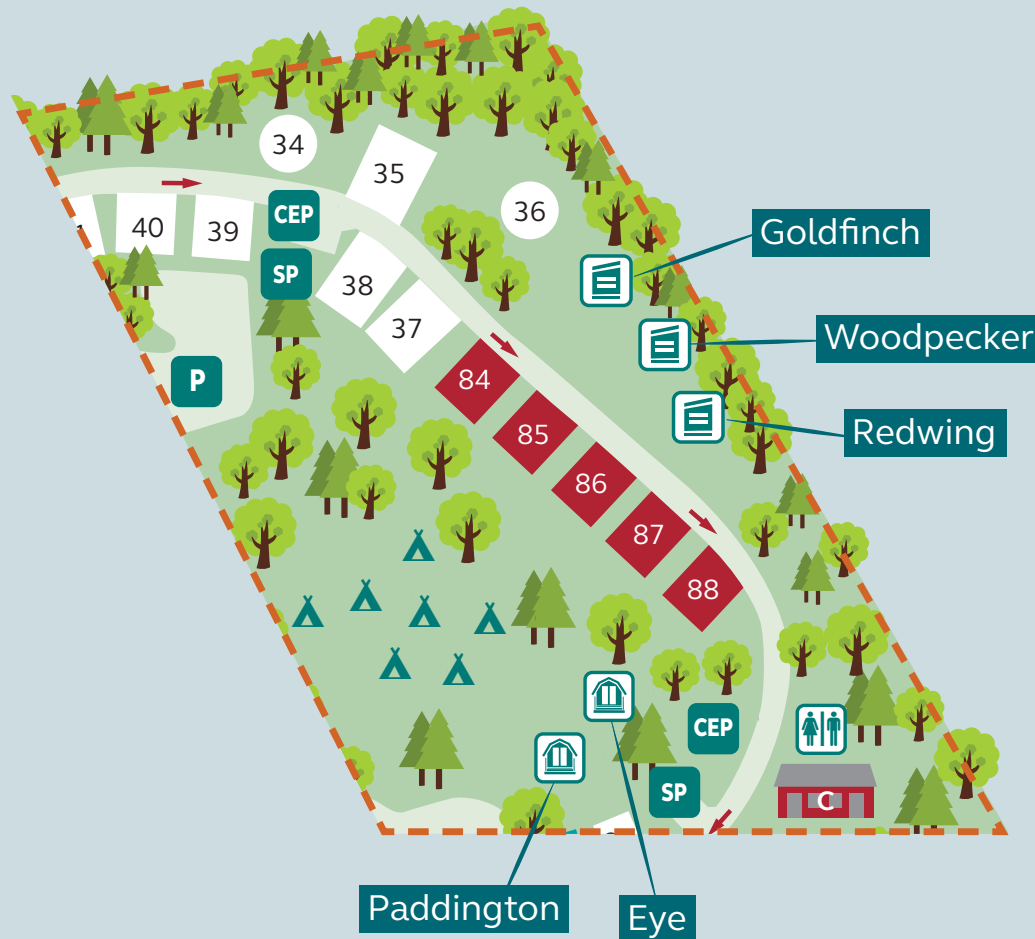 34
35
36
40
39
CEP
SP
38
37
P
Goldfinch
Woodpecker
Redwing
84
85
86
87
88
CEP
SP
C
Paddington
Eye